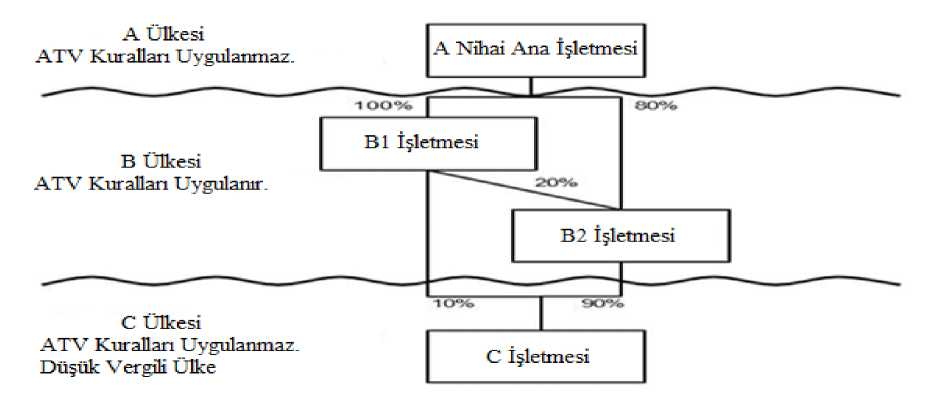 A Ülkesi
ATV Kuralları Uygulanmaz.
A Nihai Ana İşletmesi
100%
80%
B1 İşletmesi
B Ülkesi
ATV Kuralları Uygulanır.
20%
B2 İşletmesi
10%
90%
C Ülkesi
ATV Kuralları Uygulanmaz.
Düşük Vergili Ülke
C İşletmesi